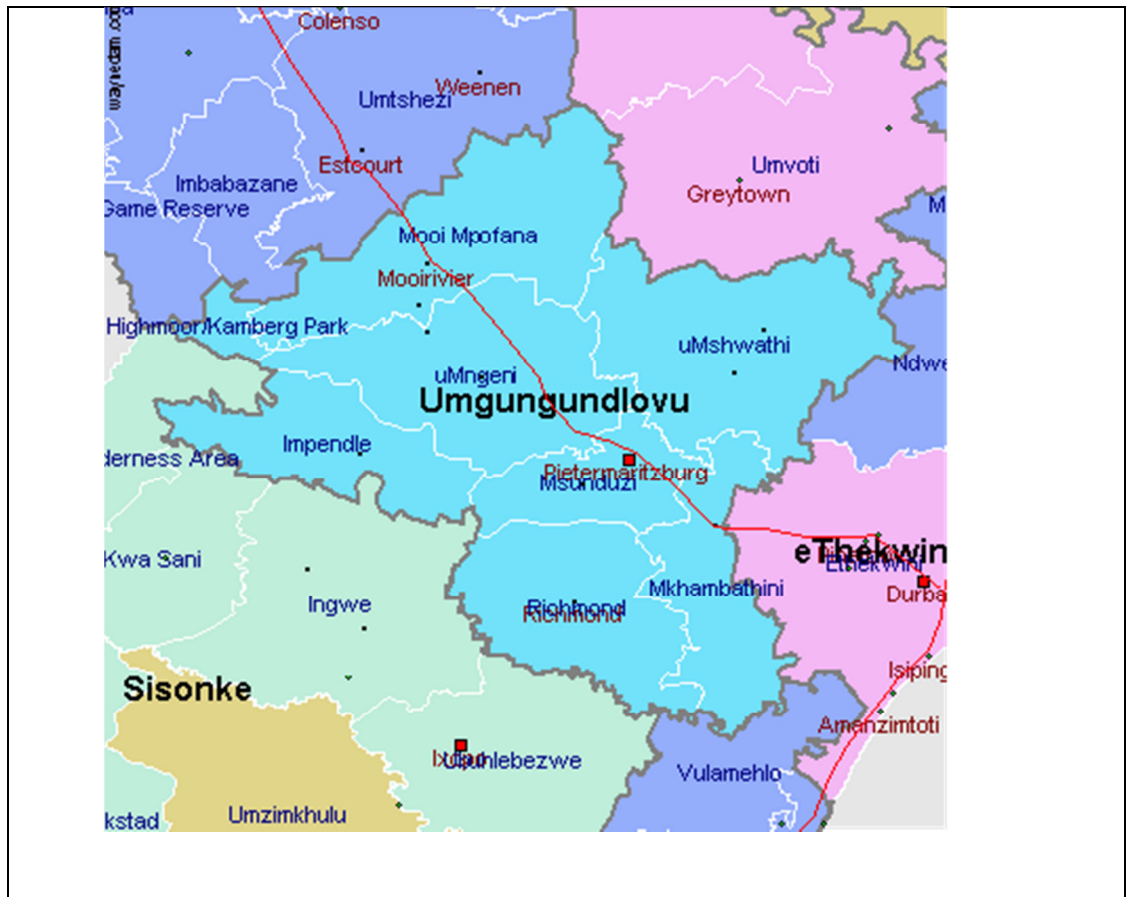 Colenso
Weenen
Umtshezi
Estcourt
Umvoti
Imbabazane
Greytown
Game Reserve
M
Mooi Mpofana
Mooirivier
Highmoor/Kamberg Park
uMshwathi
Ndwe
uMngeni
Umgungundlovu
Impendle
derness Area
Pietermaritzburg
Msunduzi
Kwa Sani
eThekwin
Ethekwini
Mkhambathini
Durba
Ingwe
Richmond
Richmond
Isiping
Sisonke
Amanzimtoti
Vulamehlo
Umzimkhulu
kstad